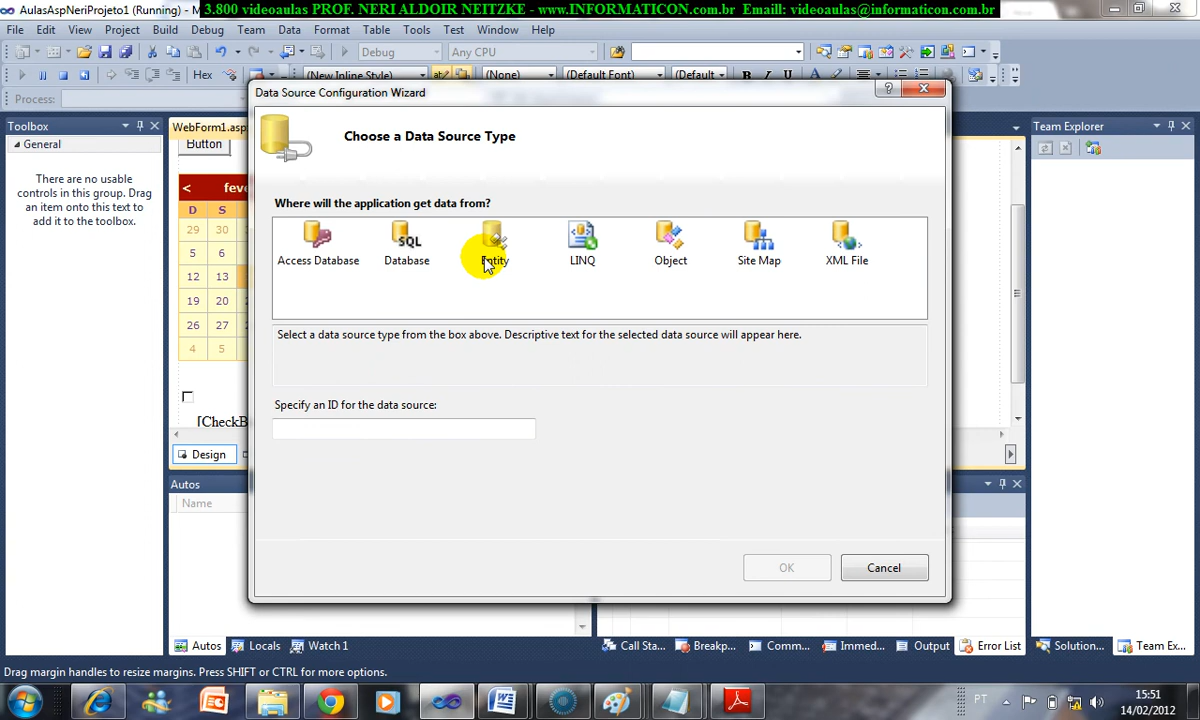 AulasAspNeriProjeto1 (Running) - M
3.800 videoaulas PROF. NERI ALDOIR NEITZKE - www.INFORMATICON.com.br Emaill: videoaulas@informaticon.com.br
File Edit View Project Build Debug Team Data Format Table Tools Test Window Help
Debug Any CPU
Hex (New Inline Style) (None) (Default Font) (Default B I U A
Process:
Data Source Configuration Wizard
Toolbox
WebForm1.asp
Team Explorer
General
Button
Choose a Data Source Type
There are no usable
controls in this group. Drag
an item onto this text to
add it to the toolbox.
< feve
D S
29 30
5 6
12 13
19 20
26 27
4 5
Where will the application get data from?
SQL
Access Database Database Entity LINQ Object Site Map XML File
Select a data source type from the box above. Descriptive text for the selected data source will appear here.
Specify an ID for the data source:
[CheckB
Design
Autos
Name
OK Cancel
Autos Locals Watch 1
Call Sta... Breakp... Comm... Immed... Output Error List Solution... Team Ex...
Drag margin handles to resize margins. Press SHIFT or CTRL for more options.
PT
15:51
14/02/2012